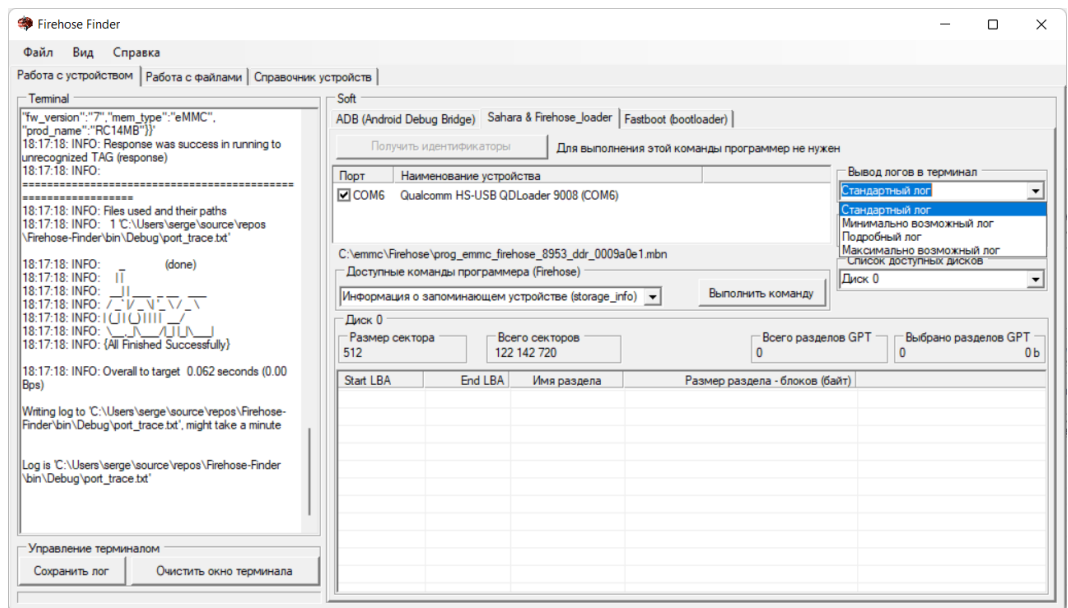 Firehose Finder
Файл Вид Справка
Работа с устройством Работа с файлами Справочник устройств
Terminal
"fw_version":"7","mem_type":"eMMC",
"prod_name":"RC14MB"}}'
18:17:18: INFO: Response was success in running to
unrecognized TAG (response)
18:17:18: INFO:
==========================================
==================
18:17:18: INFO: Files used and their paths
18:17:18: INFO: 1 'C:\Users\serge\source\repos
\Firehose-Finder\bin\Debug\port_trace.txt'
18:17:18: INFO: _ (done)
18:17:18: INFO: | |
18:17:18: INFO: __| | ___ _ __ ___
18:17:18: INFO: / _` |/ _ \| '_ \ / _ \
18:17:18: INFO: | (_| | (_) | | | | __/
18:17:18: INFO: \__,_|\___/|_| |_|\___|
18:17:18: INFO: {All Finished Successfully}
18:17:18: INFO: Overall to target 0.062 seconds (0.00
Bps)
Writing log to 'C:\Users\serge\source\repos\Firehose-
Finder\bin\Debug\port_trace.txt', might take a minute
Log is 'C:\Users\serge\source\repos\Firehose-Finder
\bin\Debug\port_trace.txt'
Управление терминалом
Сохранить лог Очистить окно терминала
Soft
ADB (Android Debug Bridge) Sahara & Firehose_loader Fastboot (bootloader)
Получить идентификаторы Для выполнения этой команды программер не нужен
Порт Наименование устройства
COM6 Qualcomm HS-USB QDLoader 9008 (COM6)
Вывод логов в терминал
Стандартный лог
Стандартный лог
Минимально возможный лог
Подробный лог
Максимально возможный лог
Список доступных дисков
Диск 0
C:\emmc\Firehose\prog_emmc_firehose_8953_ddr_0009a0e1.mbn
Доступные команды программера (Firehose)
Информация о запоминающем устройстве (storage_info) Выполнить команду
Диск 0
Размер сектора Всего секторов Всего разделов GPT Выбрано разделов GPT
512 122 142 720 0 0 0 b
Start LBA End LBA Имя раздела Размер раздела - блоков (байт)